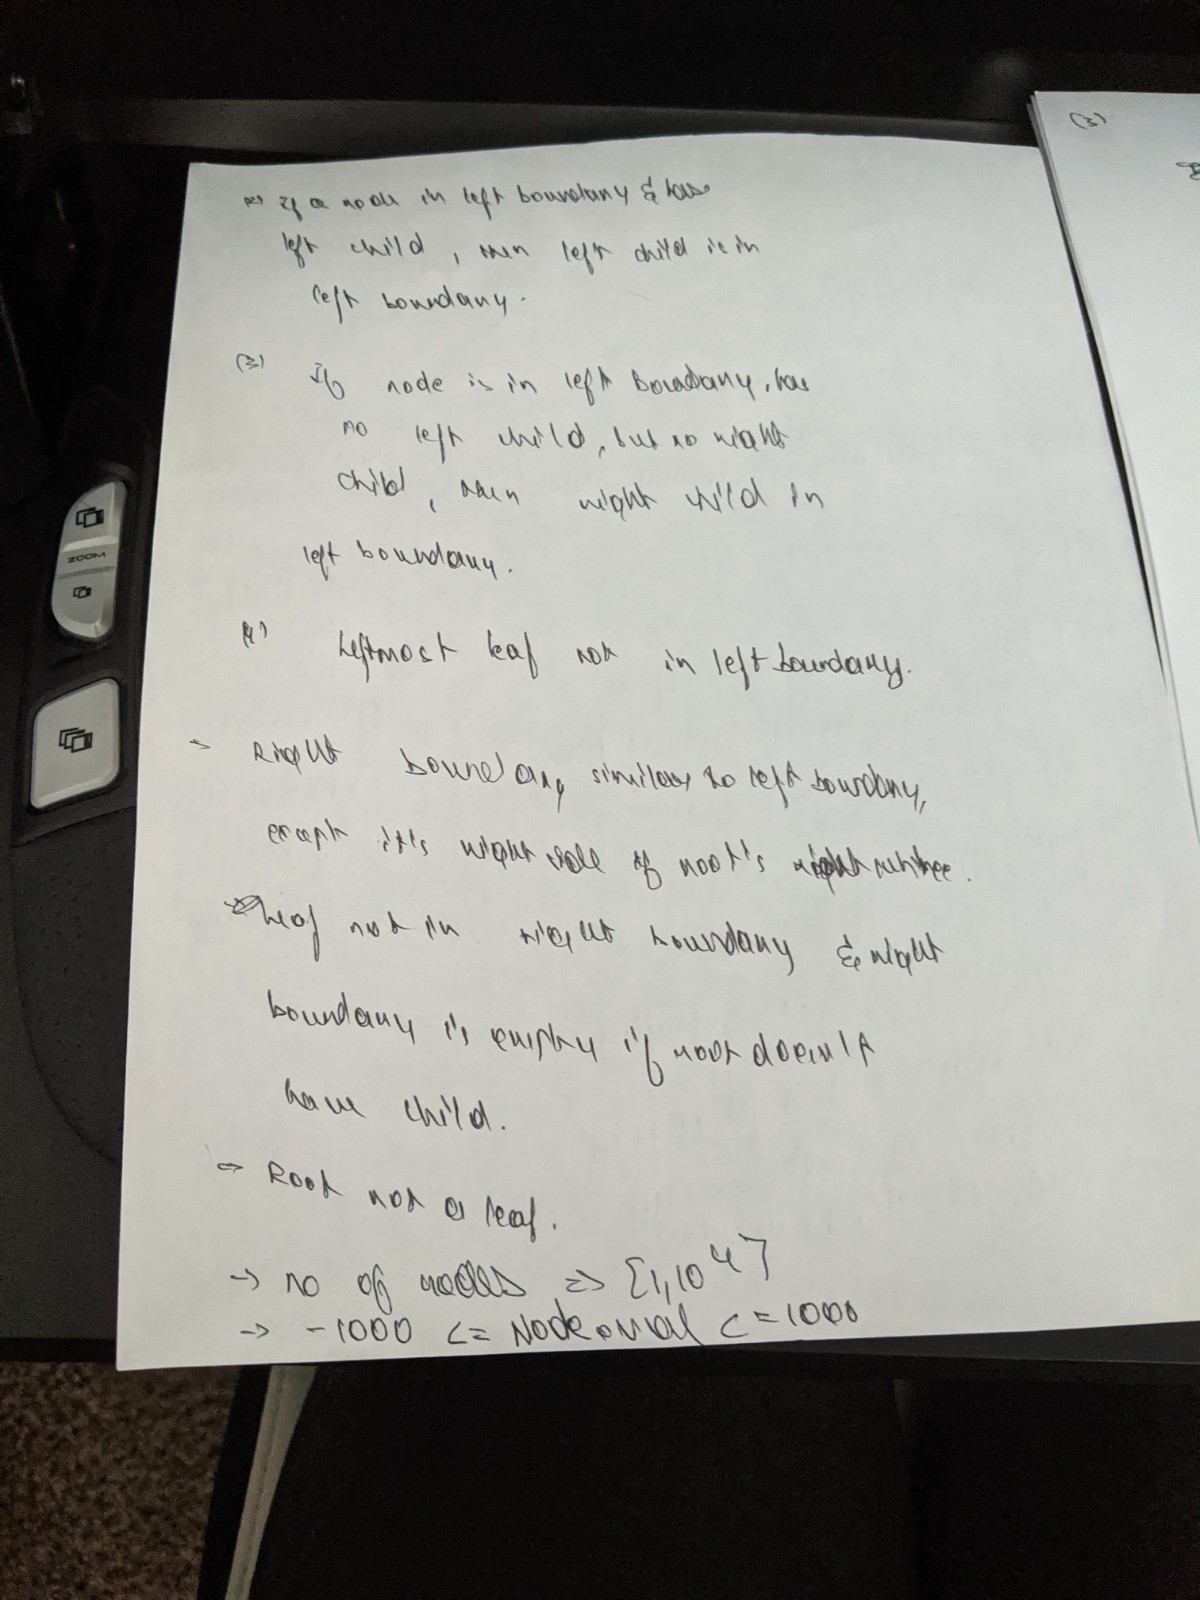 (2) If a node in left boundary & has
left child, then left child is in
left boundary.
(3) If node is in left boundary, has
no left child, but no right
child, then right child in
left boundary.
(4) Leftmost leaf not in left boundary.
→ Right boundary similar to left boundary,
except it's right side of root's right subtree.
Leaf not in right boundary & right
boundary is empty if root doesn't
have child.
→ Root not a leaf.
→ no of nodes => [1,10^4]
→ -1000 <= Node.val <= 1000
(3)
ZOOM